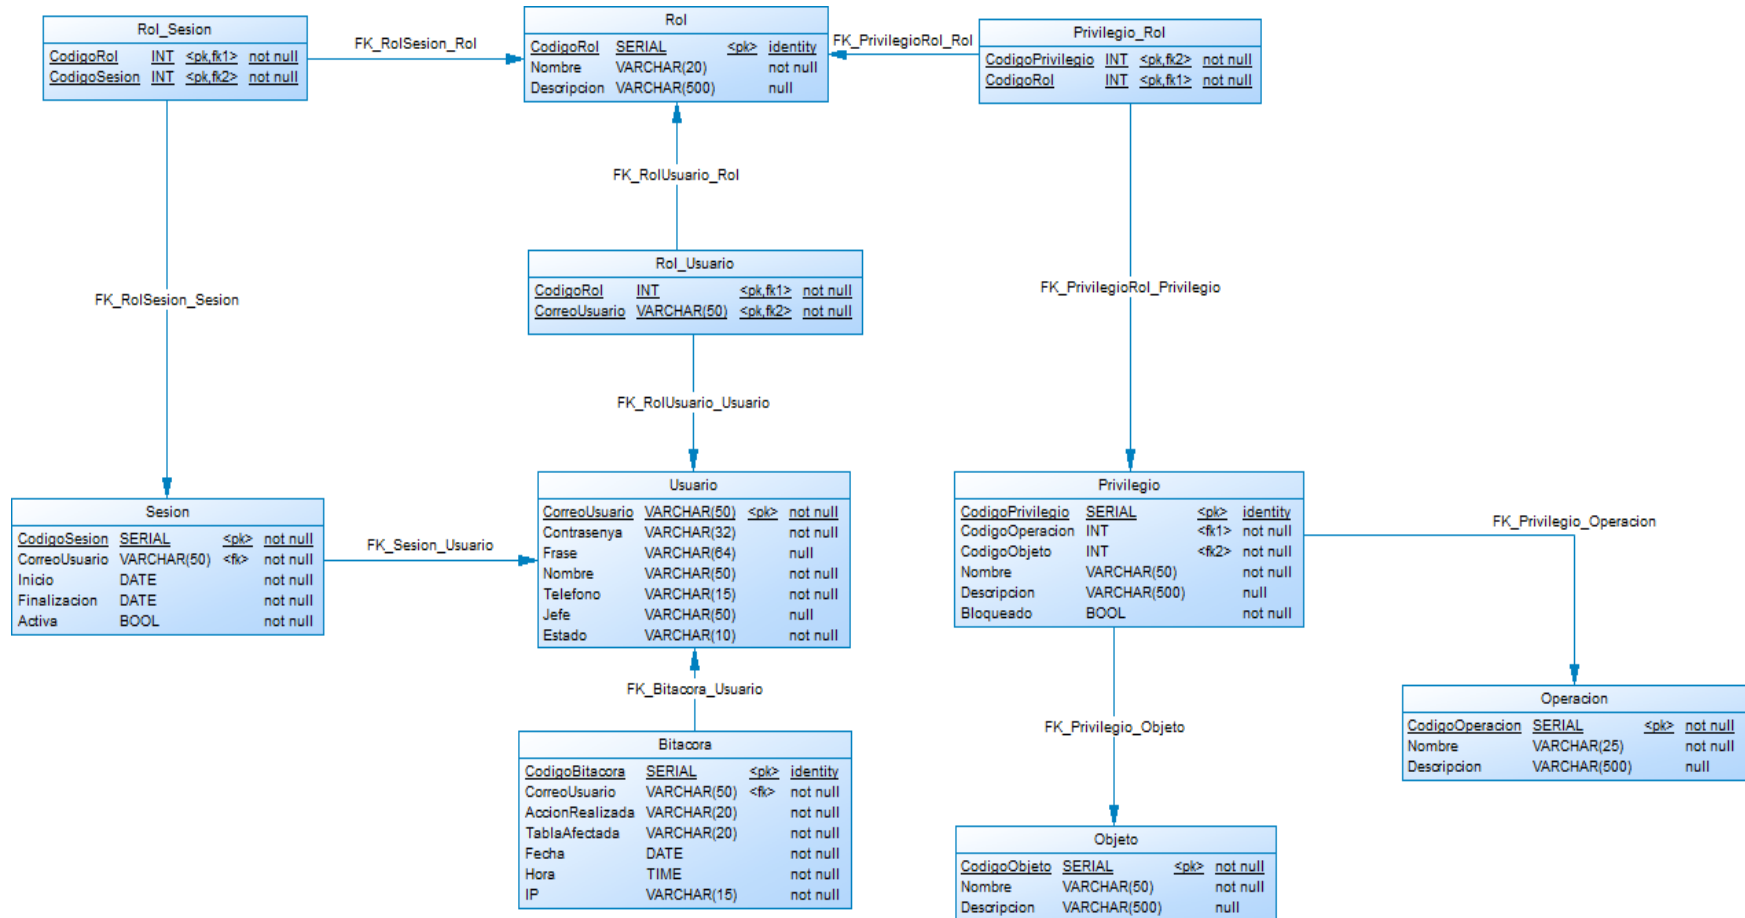 Rol_Sesion
CodigoRol INT <pk,fk1> not null
CodigoSesion INT <pk,fk2> not null
FK_RolSesion_Rol
Rol
CodigoRol SERIAL <pk> identity
Nombre VARCHAR(20) not null
Descripcion VARCHAR(500) null
FK_PrivilegioRol_Rol
Privilegio_Rol
CodigoPrivilegio INT <pk,fk2> not null
CodigoRol INT <pk,fk1> not null
FK_RolUsuario_Rol
FK_RolSesion_Sesion
Rol_Usuario
CodigoRol INT <pk,fk1> not null
CorreoUsuario VARCHAR(50) <pk,fk2> not null
FK_PrivilegioRol_Privilegio
FK_RolUsuario_Usuario
Sesion
CodigoSesion SERIAL <pk> not null
CorreoUsuario VARCHAR(50) <fk> not null
Inicio DATE not null
Finalizacion DATE not null
Activa BOOL not null
FK_Sesion_Usuario
Usuario
CorreoUsuario VARCHAR(50) <pk> not null
Contrasenya VARCHAR(32) not null
Frase VARCHAR(64) null
Nombre VARCHAR(50) not null
Telefono VARCHAR(15) not null
Jefe VARCHAR(50) null
Estado VARCHAR(10) not null
Privilegio
CodigoPrivilegio SERIAL <pk> identity
CodigoOperacion INT <fk1> not null
CodigoObjeto INT <fk2> not null
Nombre VARCHAR(50) not null
Descripcion VARCHAR(500) null
Bloqueado BOOL not null
FK_Privilegio_Operacion
FK_Bitacora_Usuario
FK_Privilegio_Objeto
Operacion
CodigoOperacion SERIAL <pk> not null
Nombre VARCHAR(25) not null
Descripcion VARCHAR(500) null
Bitacora
CodigoBitacora SERIAL <pk> identity
CorreoUsuario VARCHAR(50) <fk> not null
AccionRealizada VARCHAR(20) not null
TablaAfectada VARCHAR(20) not null
Fecha DATE not null
Hora TIME not null
IP VARCHAR(15) not null
Objeto
CodigoObjeto SERIAL <pk> not null
Nombre VARCHAR(50) not null
Descripcion VARCHAR(500) null